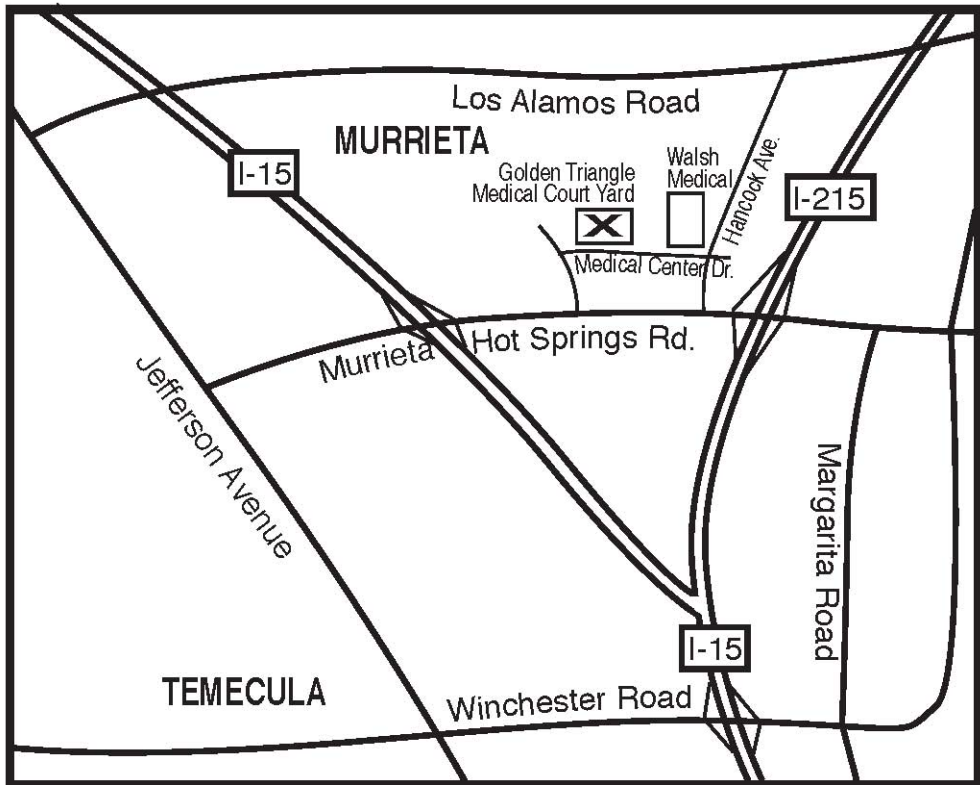 Los Alamos Road
MURRIETA
I-15
Golden Triangle
Medical Court Yard
Walsh
Medical
Hancock Ave.
I-215
Medical Center Dr.
Murrieta Hot Springs Rd.
Jefferson Avenue
Margarita Road
I-15
TEMECULA
Winchester Road